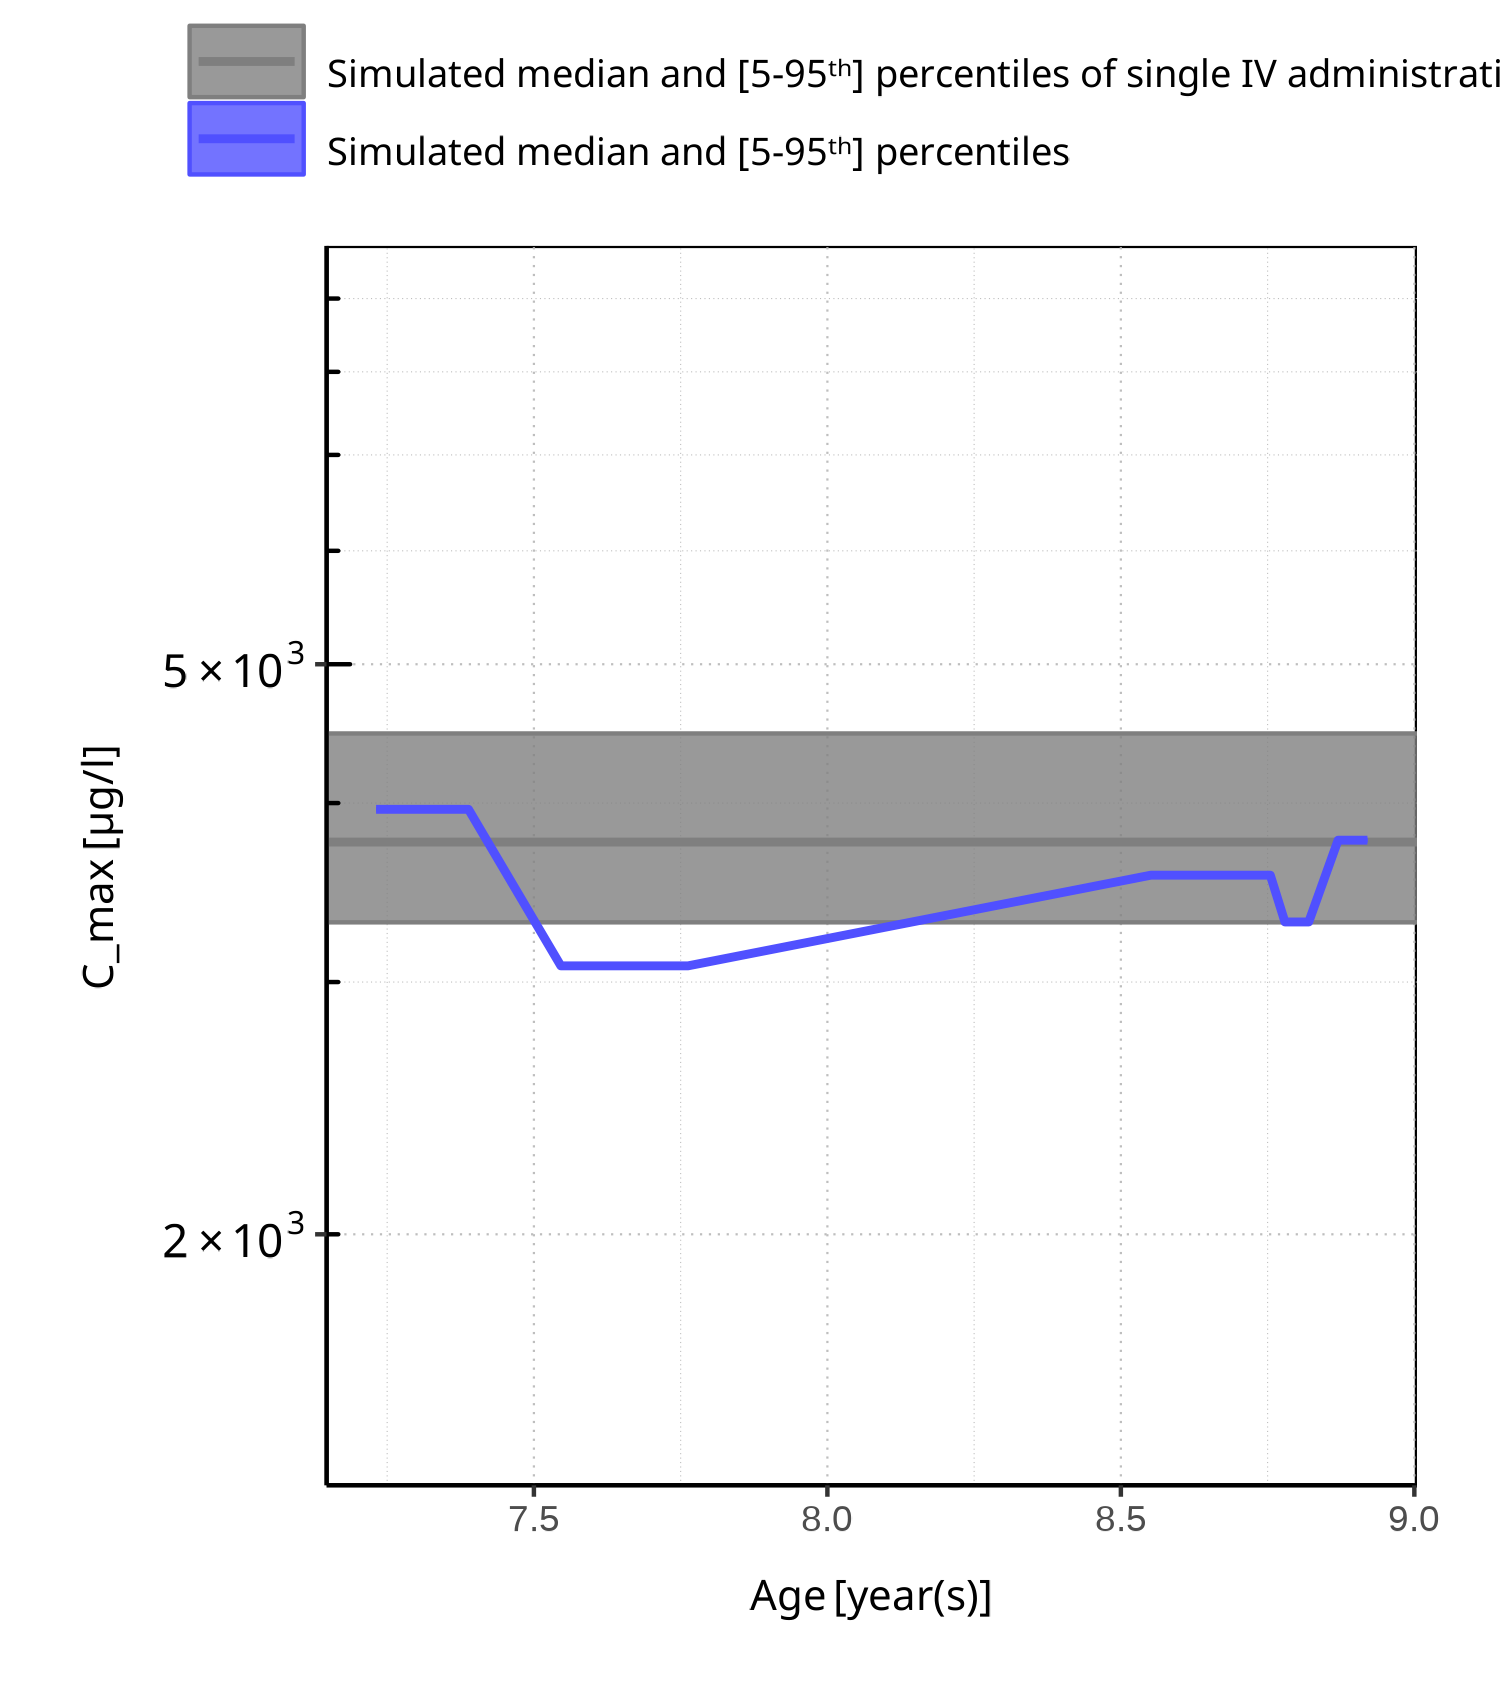 Simulated median and [5-95ᵗʰ] percentiles of single IV administrati
Simulated median and [5-95ᵗʰ] percentiles
5 × 10³
C_max [µg/l]
2 × 10³
7.5 8.0 8.5 9.0
Age [year(s)]